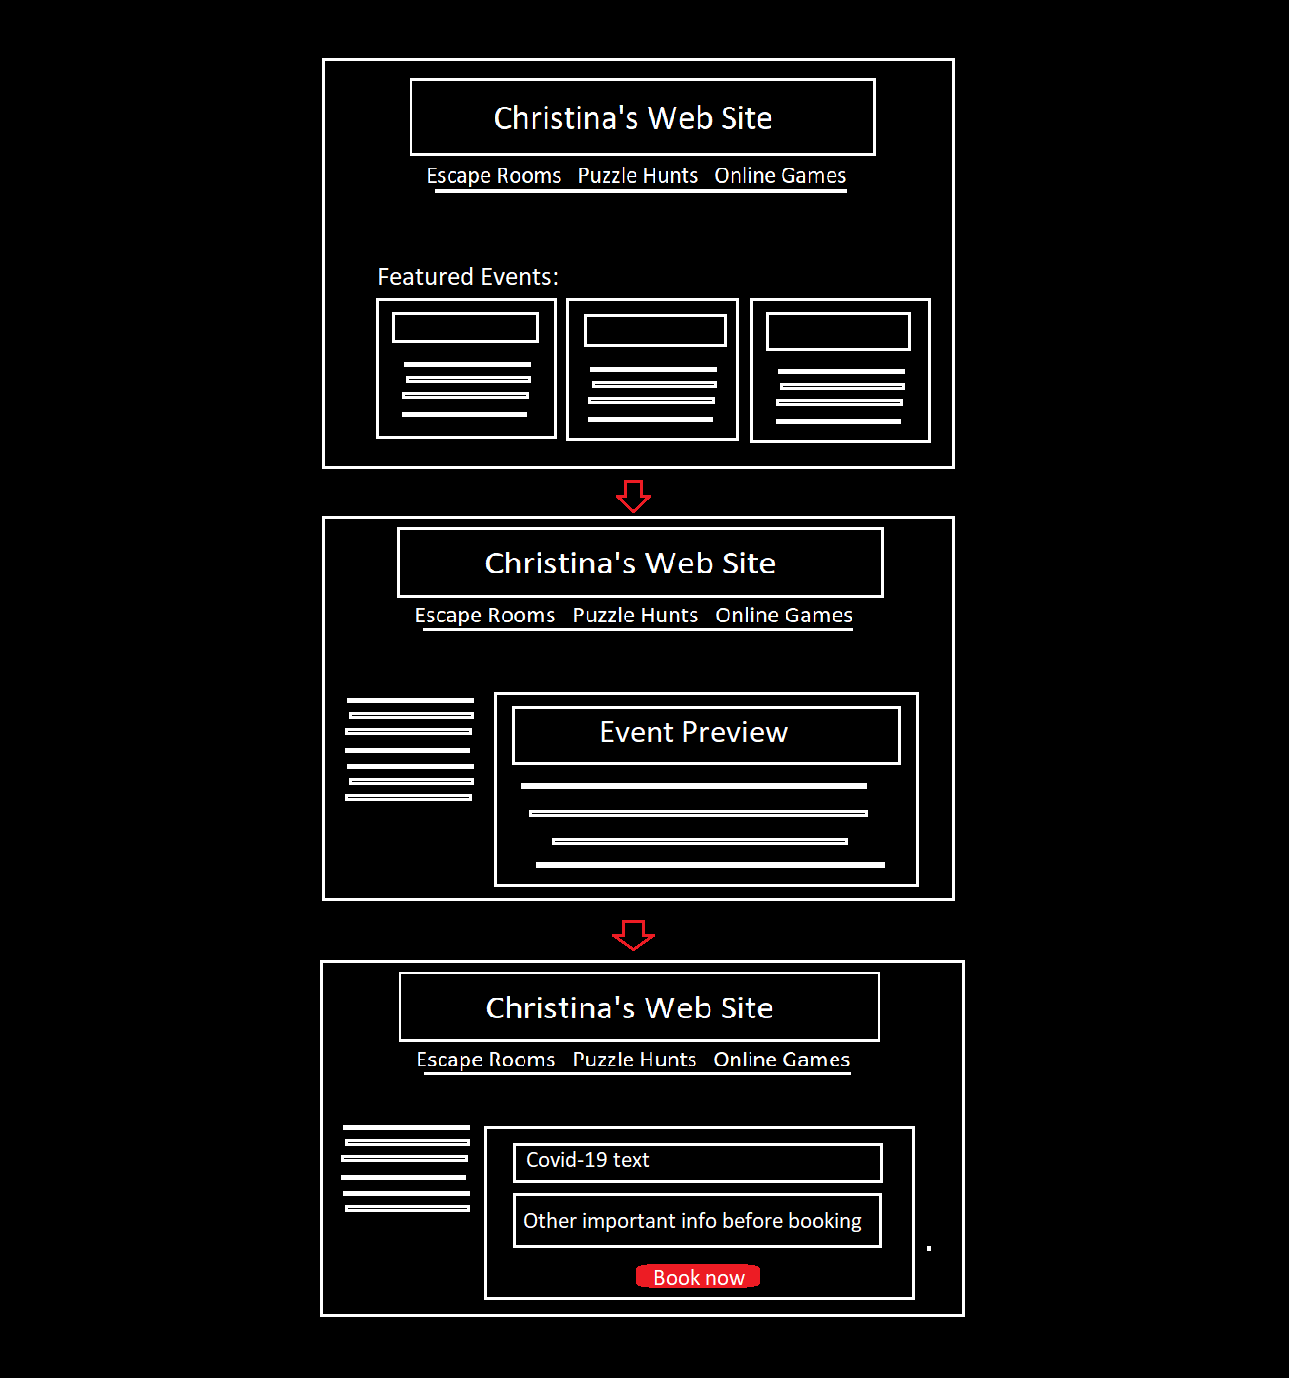 Christina's Web Site
Escape Rooms Puzzle Hunts Online Games
Featured Events:
Christina's Web Site
Escape Rooms Puzzle Hunts Online Games
Event Preview
Christina's Web Site
Escape Rooms Puzzle Hunts Online Games
Covid-19 text
Other important info before booking
Book now